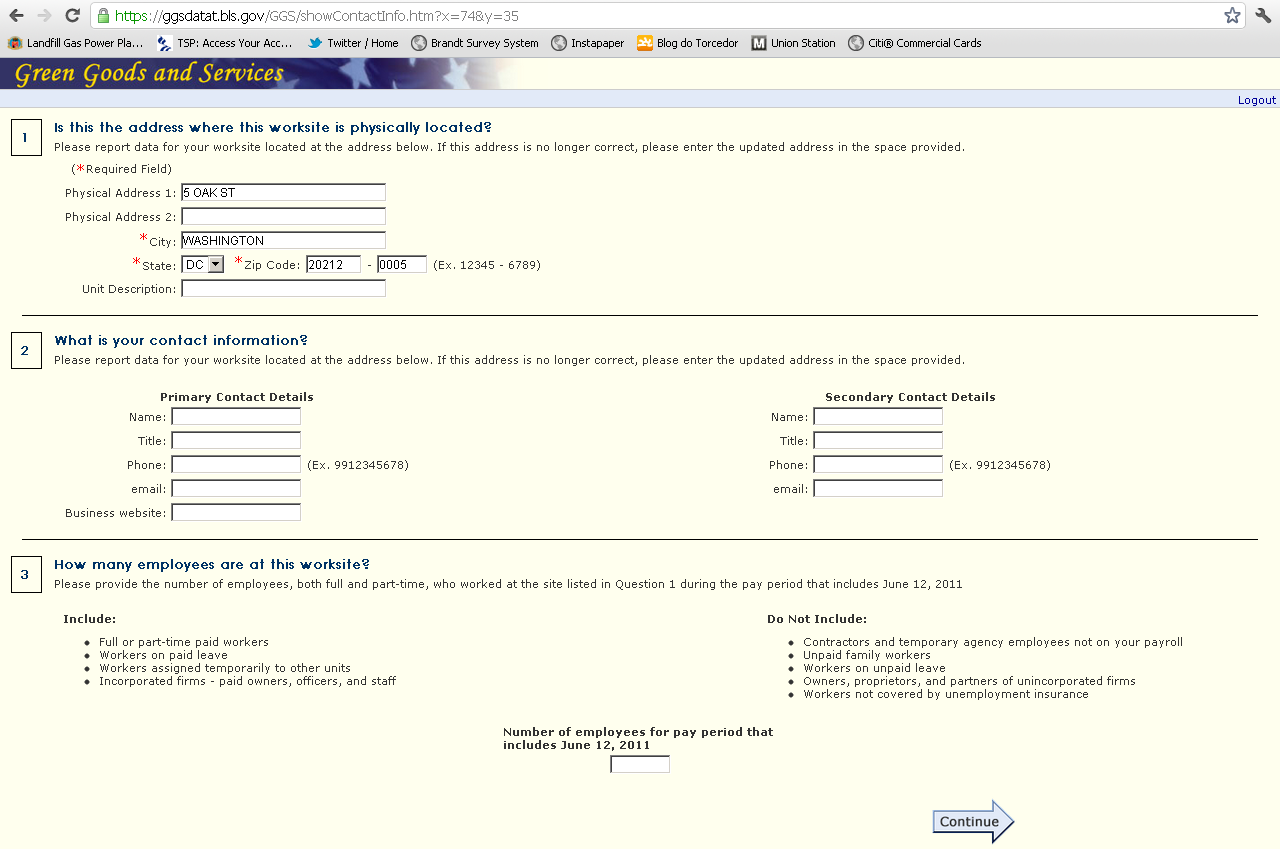 https://ggsdatat.bls.gov/GGS/showContactInfo.htm?x=74&y=35
Landfill Gas Power Pla... TSP: Access Your Acc... Twitter / Home Brandt Survey System Instapaper Blog do Torcedor Union Station Citi® Commercial Cards
Green Goods and Services
Logout
1 Is this the address where this worksite is physically located?
Please report data for your worksite located at the address below. If this address is no longer correct, please enter the updated address in the space provided.
(*Required Field)
Physical Address 1: 5 OAK ST
Physical Address 2:
*City: WASHINGTON
*State: DC *Zip Code: 20212 - 0005 (Ex. 12345 - 6789)
Unit Description:
2 What is your contact information?
Please report data for your worksite located at the address below. If this address is no longer correct, please enter the updated address in the space provided.
Primary Contact Details
Name:
Title:
Phone: (Ex. 9912345678)
email:
Business website:
Secondary Contact Details
Name:
Title:
Phone: (Ex. 9912345678)
email:
3 How many employees are at this worksite?
Please provide the number of employees, both full and part-time, who worked at the site listed in Question 1 during the pay period that includes June 12, 2011
Include:
• Full or part-time paid workers
• Workers on paid leave
• Workers assigned temporarily to other units
• Incorporated firms - paid owners, officers, and staff
Do Not Include:
• Contractors and temporary agency employees not on your payroll
• Unpaid family workers
• Workers on unpaid leave
• Owners, proprietors, and partners of unincorporated firms
• Workers not covered by unemployment insurance
Number of employees for pay period that
includes June 12, 2011
Continue